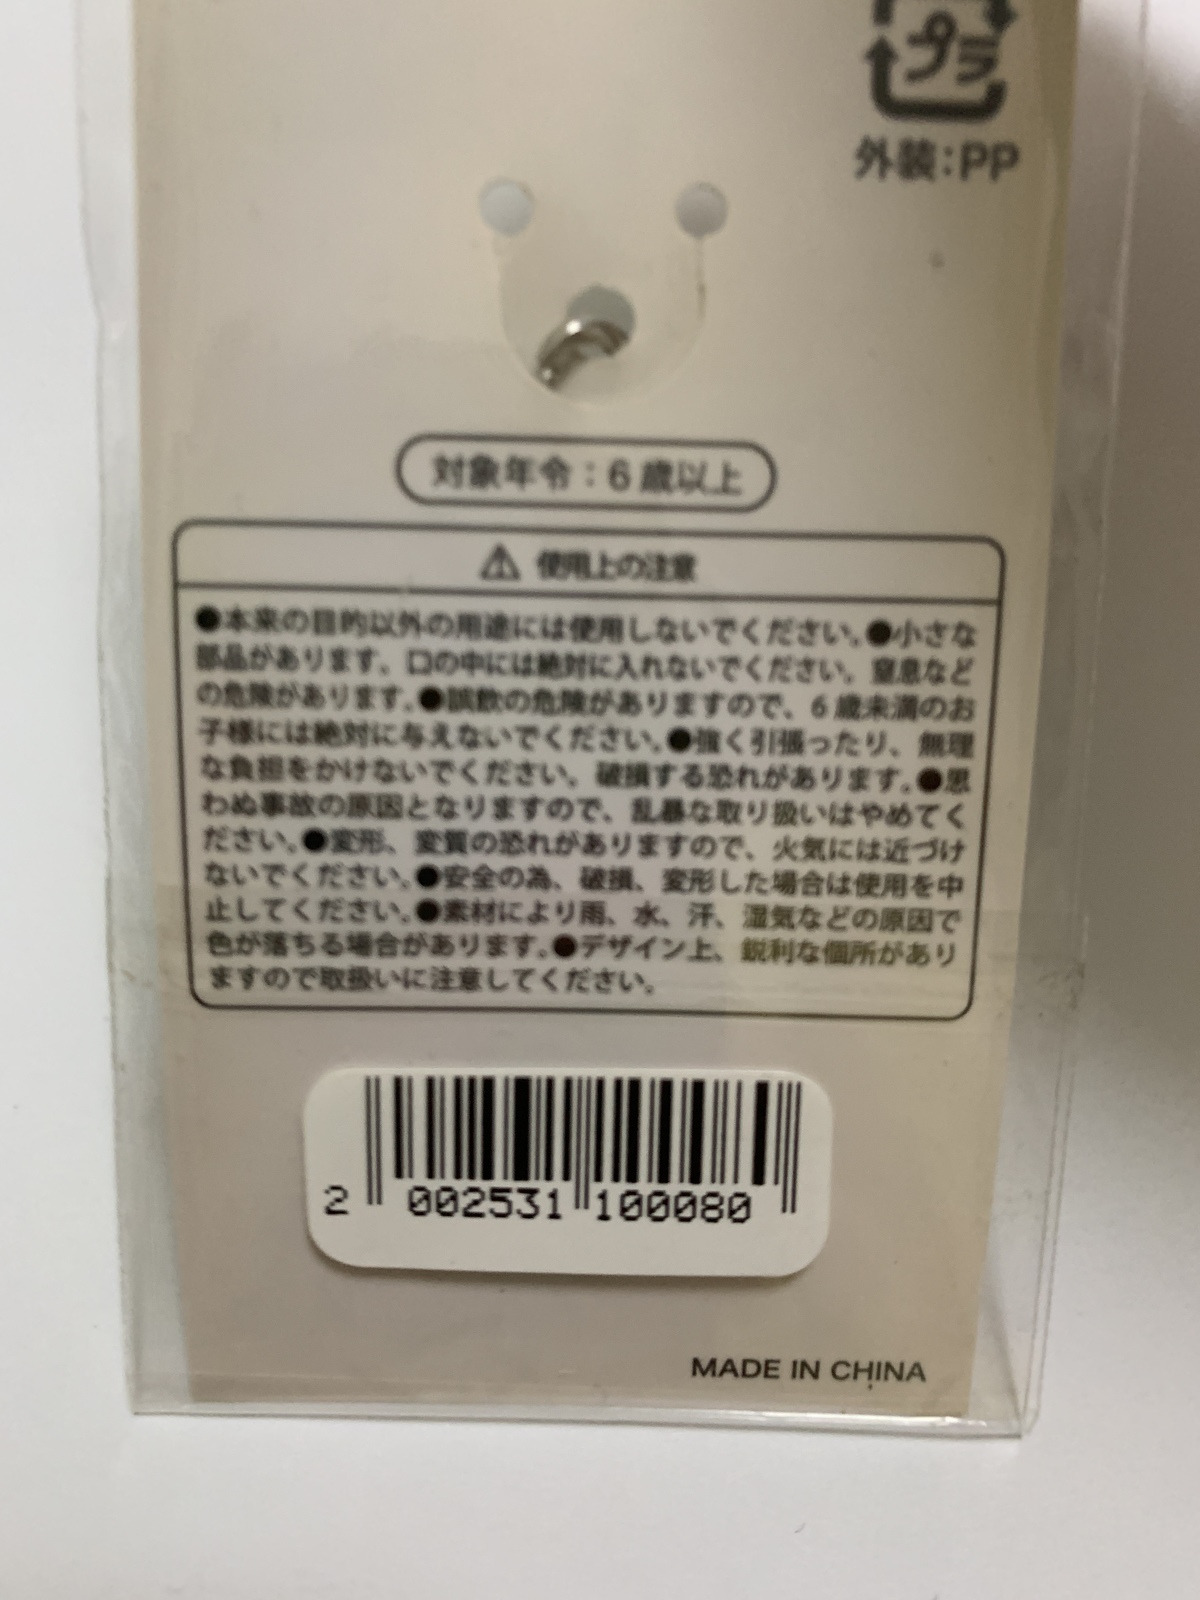 プラ
外装:PP
対象年令:6歳以上
使用上の注意
●本来の目的以外の用途には使用しないでください。●小さな
部品があります。口の中には絶対に入れないでください。窒息など
の危険があります。●誤飲の危険がありますので、6歳未満のお
子様には絶対に与えないでください。●強く引張ったり、無理
な負担をかけないでください。破損する恐れがあります。●思
わぬ事故の原因となりますので、乱暴な取り扱いはやめてく
ださい。●変形、変質の恐れがありますので、火気には近づけ
ないでください。●安全の為、破損、変形した場合は使用を中
止してください。●素材により雨、水、汗、湿気などの原因で
色が落ちる場合があります。●デザイン上、鋭利な個所があり
ますので取扱いに注意してください。
2 002531 100080
MADE IN CHINA